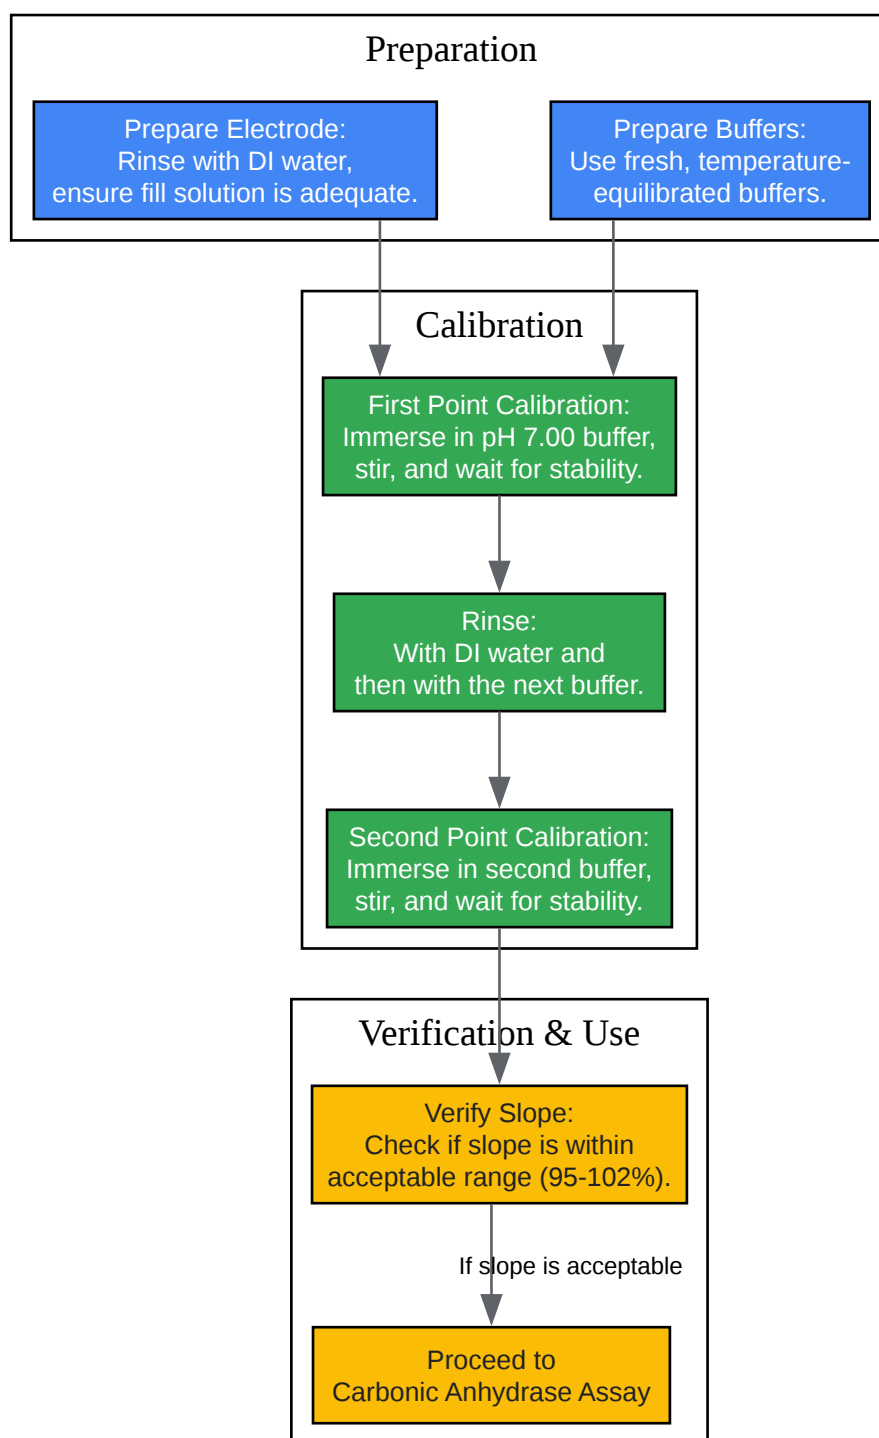 Preparation
Prepare Electrode:
Rinse with DI water,
ensure fill solution is adequate.
Prepare Buffers:
Use fresh, temperature-
equilibrated buffers.
Calibration
First Point Calibration:
Immerse in pH 7.00 buffer,
stir, and wait for stability.
Rinse:
With DI water and
then with the next buffer.
Second Point Calibration:
Immerse in second buffer,
stir, and wait for stability.
Verification & Use
Verify Slope:
Check if slope is within
acceptable range (95-102%).
If slope is acceptable
Proceed to
Carbonic Anhydrase Assay